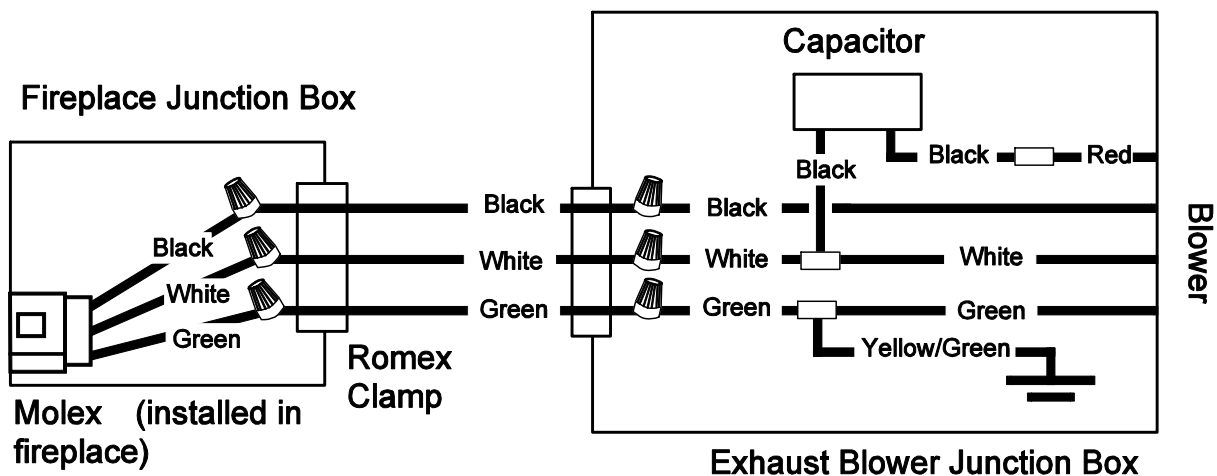 Capacitor
Fireplace Junction Box
Black Red
Black
Black Black Black
Black
White White White
White
Green Green Green
Green
Yellow/Green
Blower
Romex
Clamp
Molex (installed in
fireplace)
Exhaust Blower Junction Box